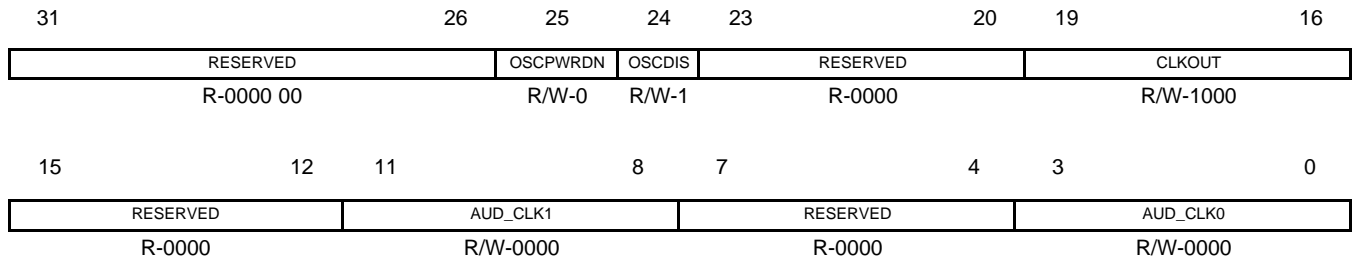 31 26 25 24 23 20 19 16
RESERVED OSCPWRDN OSCDIS RESERVED CLKOUT
R-0000 00 R/W-0 R/W-1 R-0000 R/W-1000
15 12 11 8 7 4 3 0
RESERVED AUD_CLK1 RESERVED AUD_CLK0
R-0000 R/W-0000 R-0000 R/W-0000